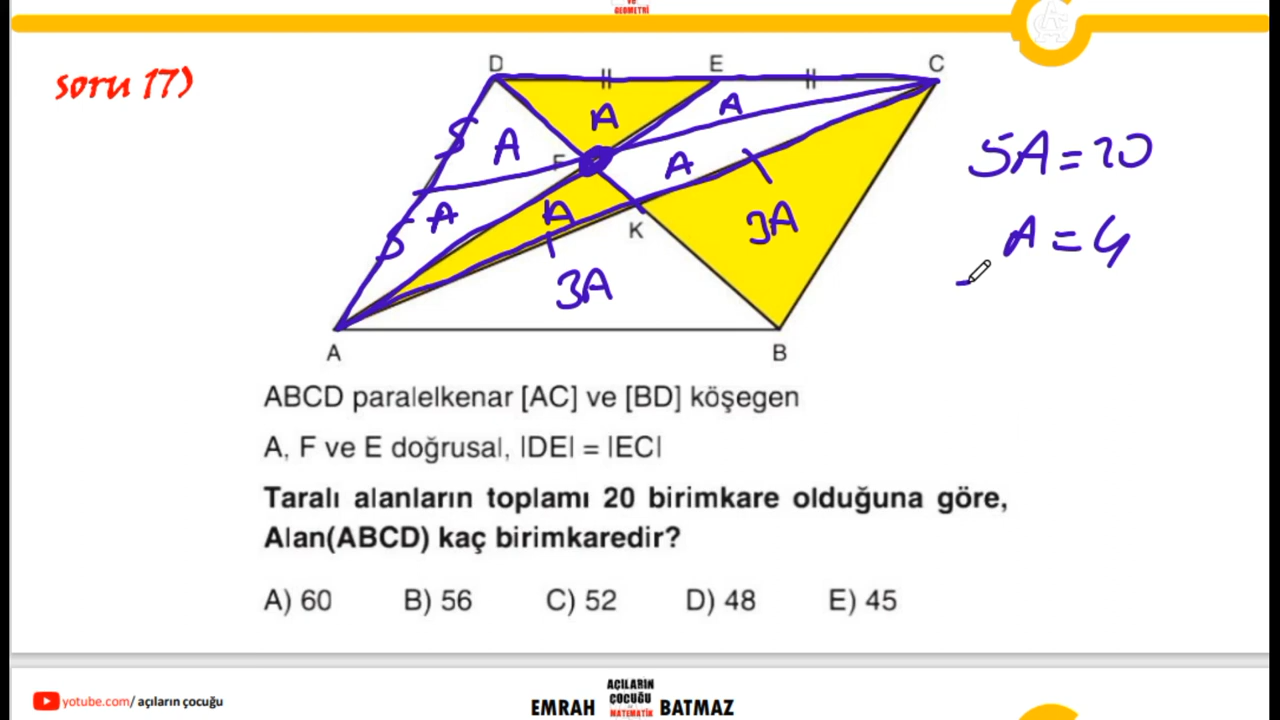 VE
GEOMETRİ
soru 17)
D E C
S A A A
F
S A A A K 3A
3A
A B
5A = 20
A = 4
ABCD paralelkenar [AC] ve [BD] köşegen
A, F ve E doğrusal, |DE| = |EC|
Taralı alanların toplamı 20 birimkare olduğuna göre,
Alan(ABCD) kaç birimkaredir?
A) 60 B) 56 C) 52 D) 48 E) 45
yotube.com/ açıların çocuğu
EMRAH
AÇILARIN
ÇOCUĞU
MATEMATİK
BATMAZ